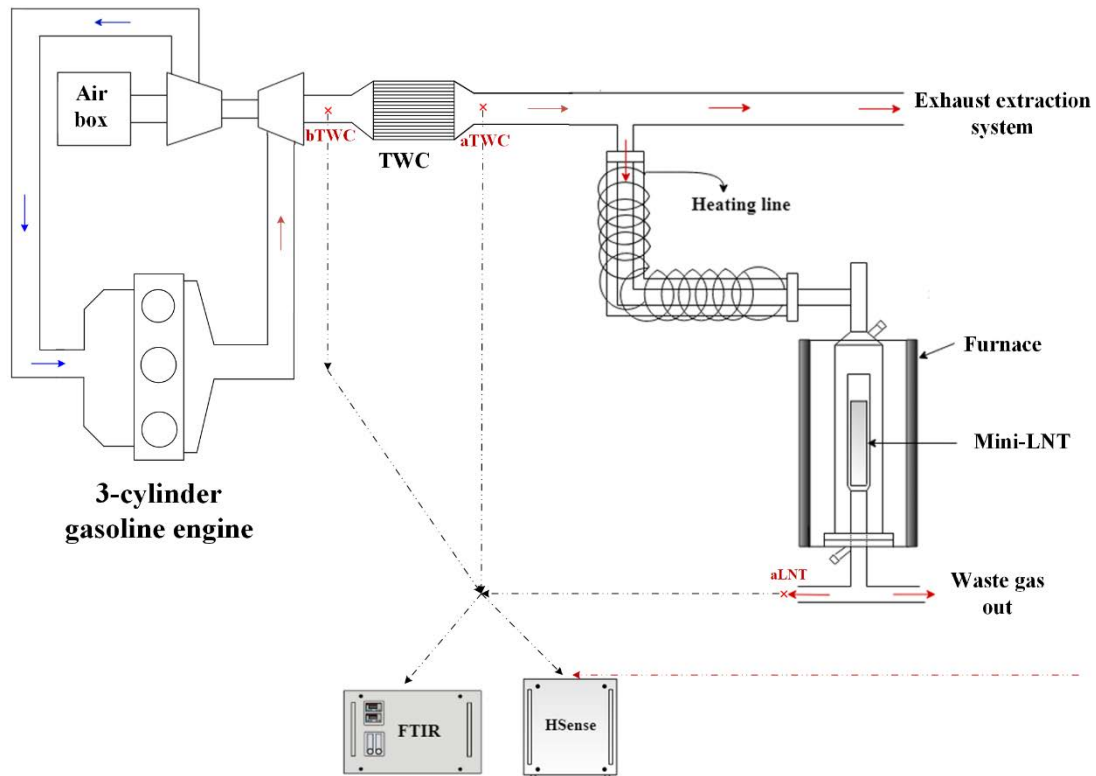 Air
box
bTWC
aTWC
TWC
Exhaust extraction
system
Heating line
Furnace
Mini-LNT
3-cylinder
gasoline engine
aLNT
Waste gas
out
FTIR
HSense